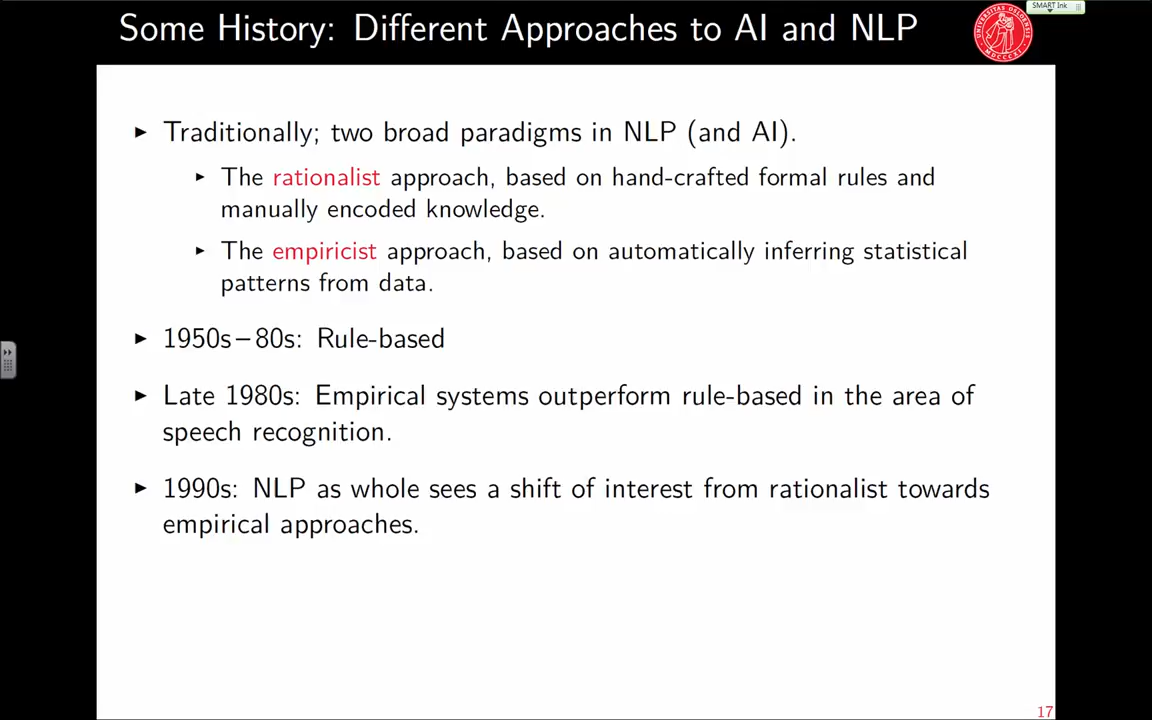 SMART Ink
Some History: Different Approaches to AI and NLP
UNIVERSITAS OSLOENSIS
MDCCCXI
► Traditionally; two broad paradigms in NLP (and AI).
► The rationalist approach, based on hand-crafted formal rules and
manually encoded knowledge.
► The empiricist approach, based on automatically inferring statistical
patterns from data.
► 1950s–80s: Rule-based
► Late 1980s: Empirical systems outperform rule-based in the area of
speech recognition.
► 1990s: NLP as whole sees a shift of interest from rationalist towards
empirical approaches.
17